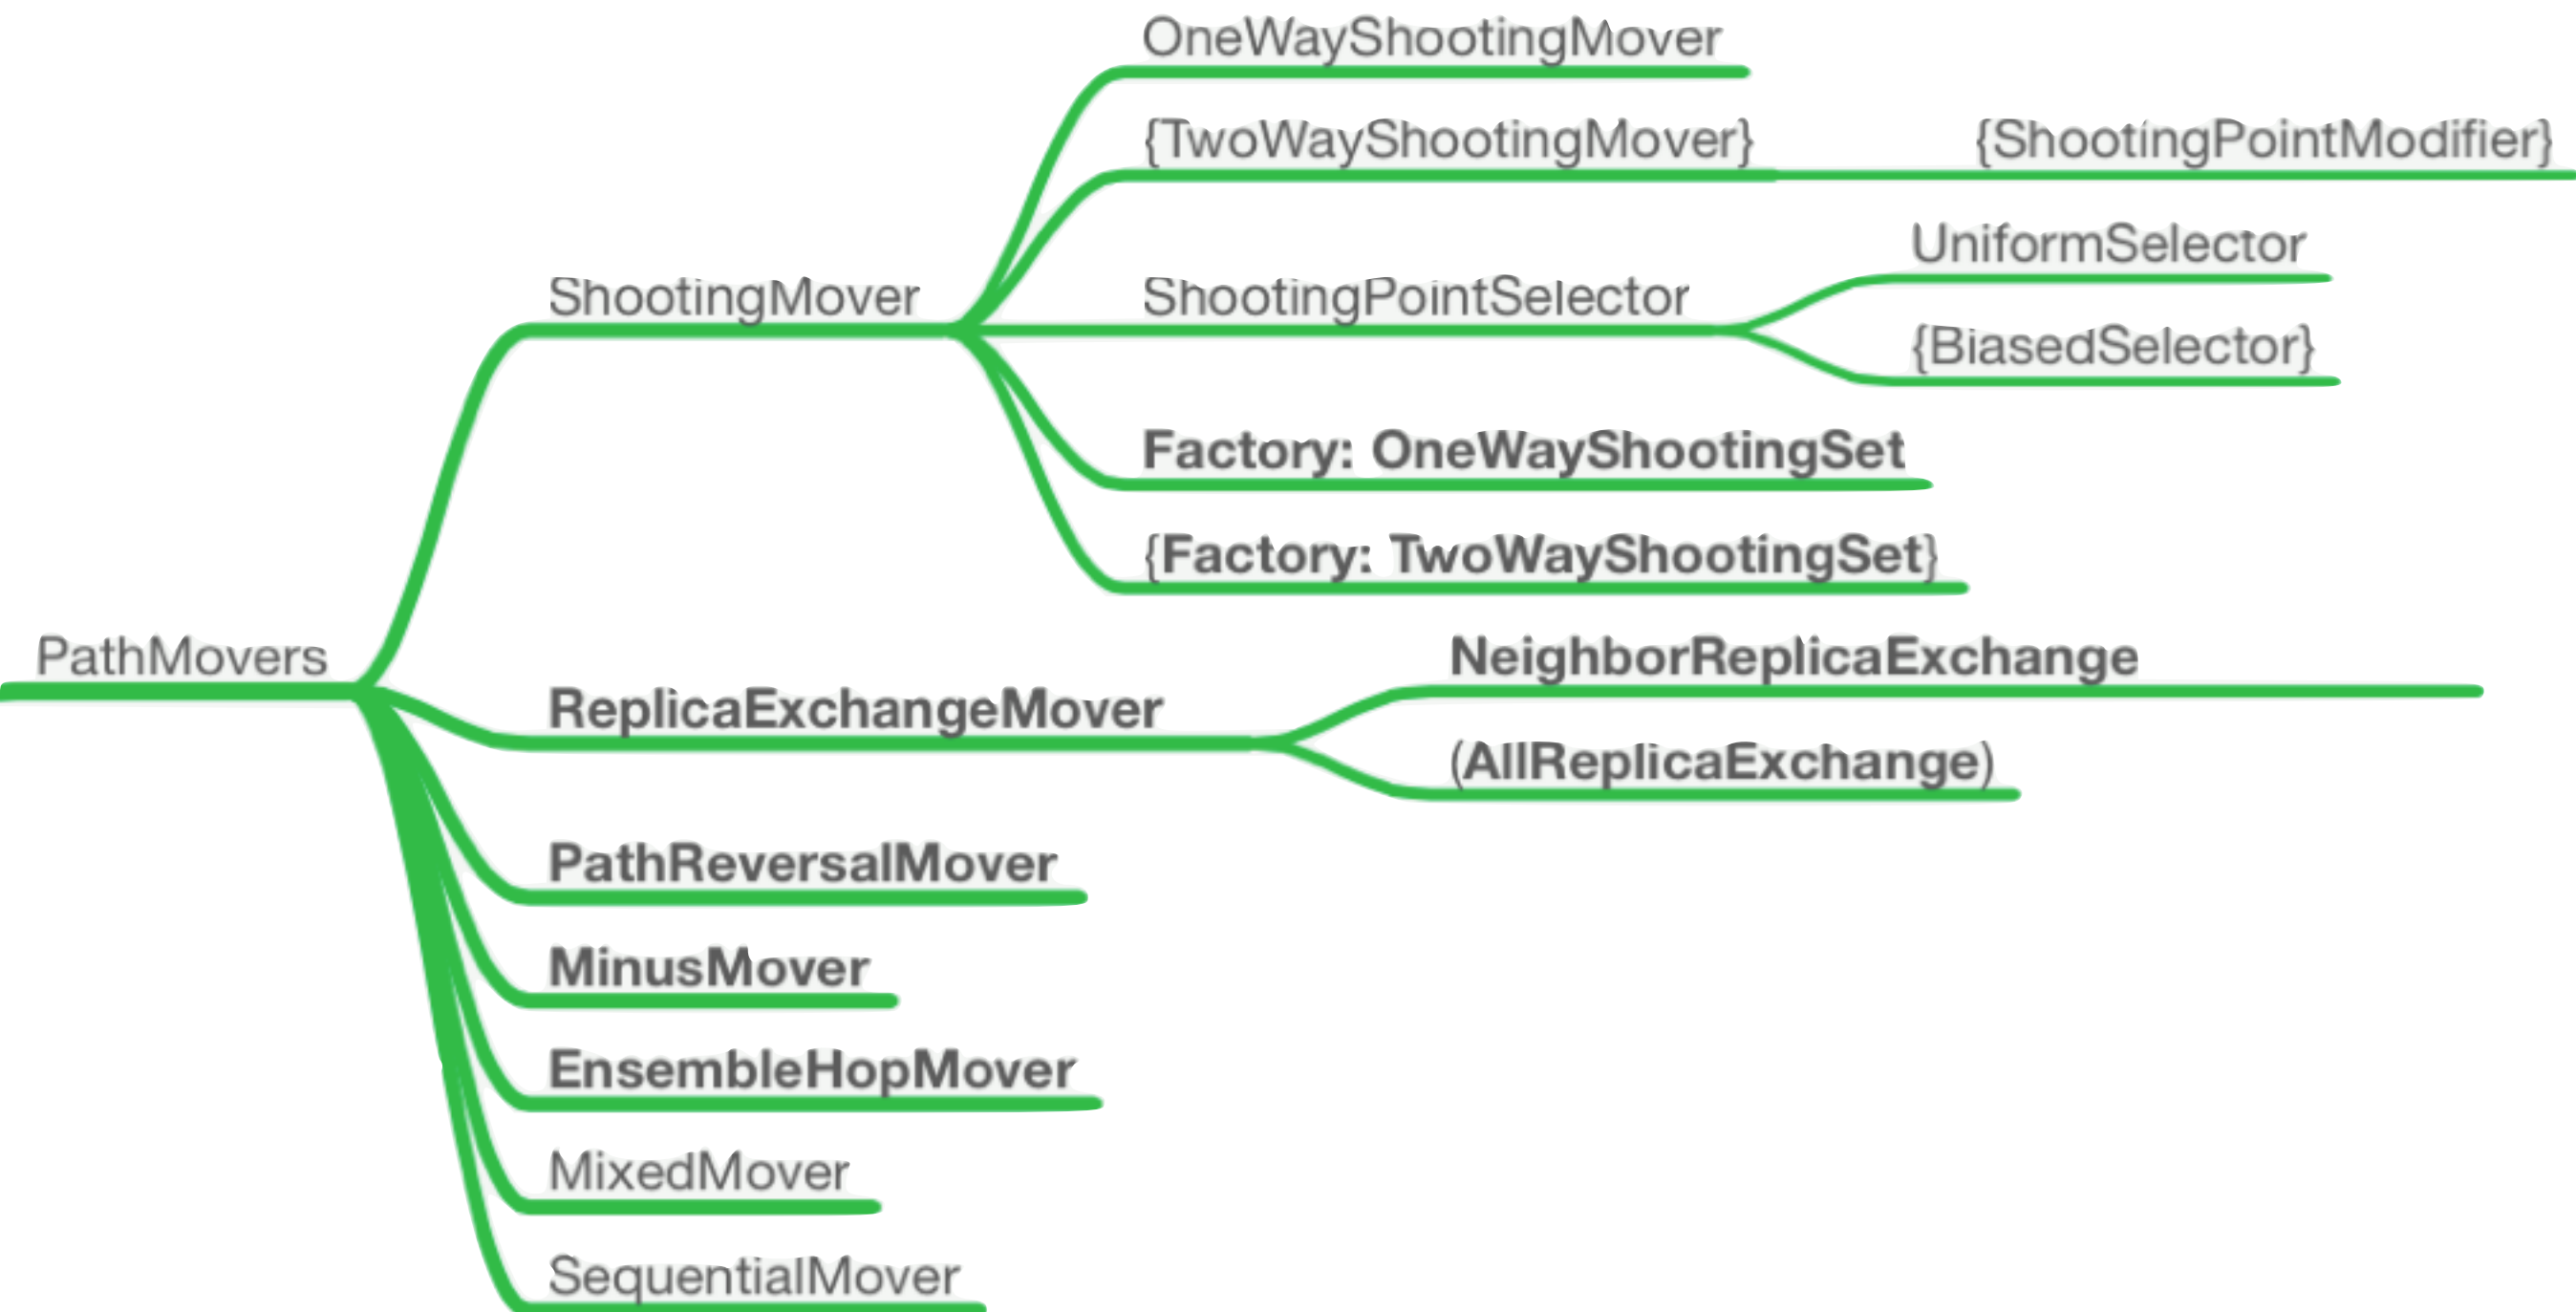 OneWayShootingMover
{TwoWayShootingMover} {ShootingPointModifier}
UniformSelector
ShootingMover ShootingPointSelector
{BiasedSelector}
Factory: OneWayShootingSet
{Factory: TwoWayShootingSet}
PathMovers NeighborReplicaExchange
ReplicaExchangeMover
(AllReplicaExchange)
PathReversalMover
MinusMover
EnsembleHopMover
MixedMover
SequentialMover